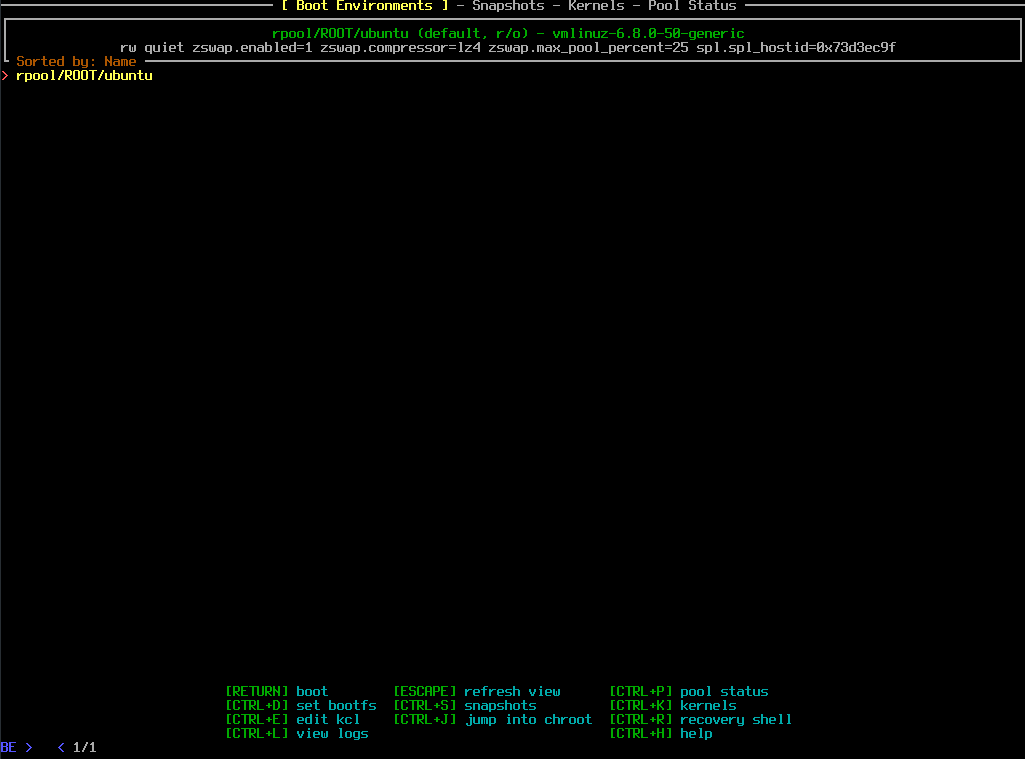 [ Boot Environments ] - Snapshots - Kernels - Pool Status
rpool/ROOT/ubuntu (default, r/o) - vmlinuz-6.8.0-50-generic
rw quiet zswap.enabled=1 zswap.compressor=lz4 zswap.max_pool_percent=25 spl.spl_hostid=0x73d3ec9f
Sorted by: Name
> rpool/ROOT/ubuntu
[RETURN] boot [ESCAPE] refresh view [CTRL+P] pool status
[CTRL+D] set bootfs [CTRL+S] snapshots [CTRL+K] kernels
[CTRL+E] edit kcl [CTRL+J] jump into chroot [CTRL+R] recovery shell
[CTRL+L] view logs [CTRL+H] help
BE > < 1/1